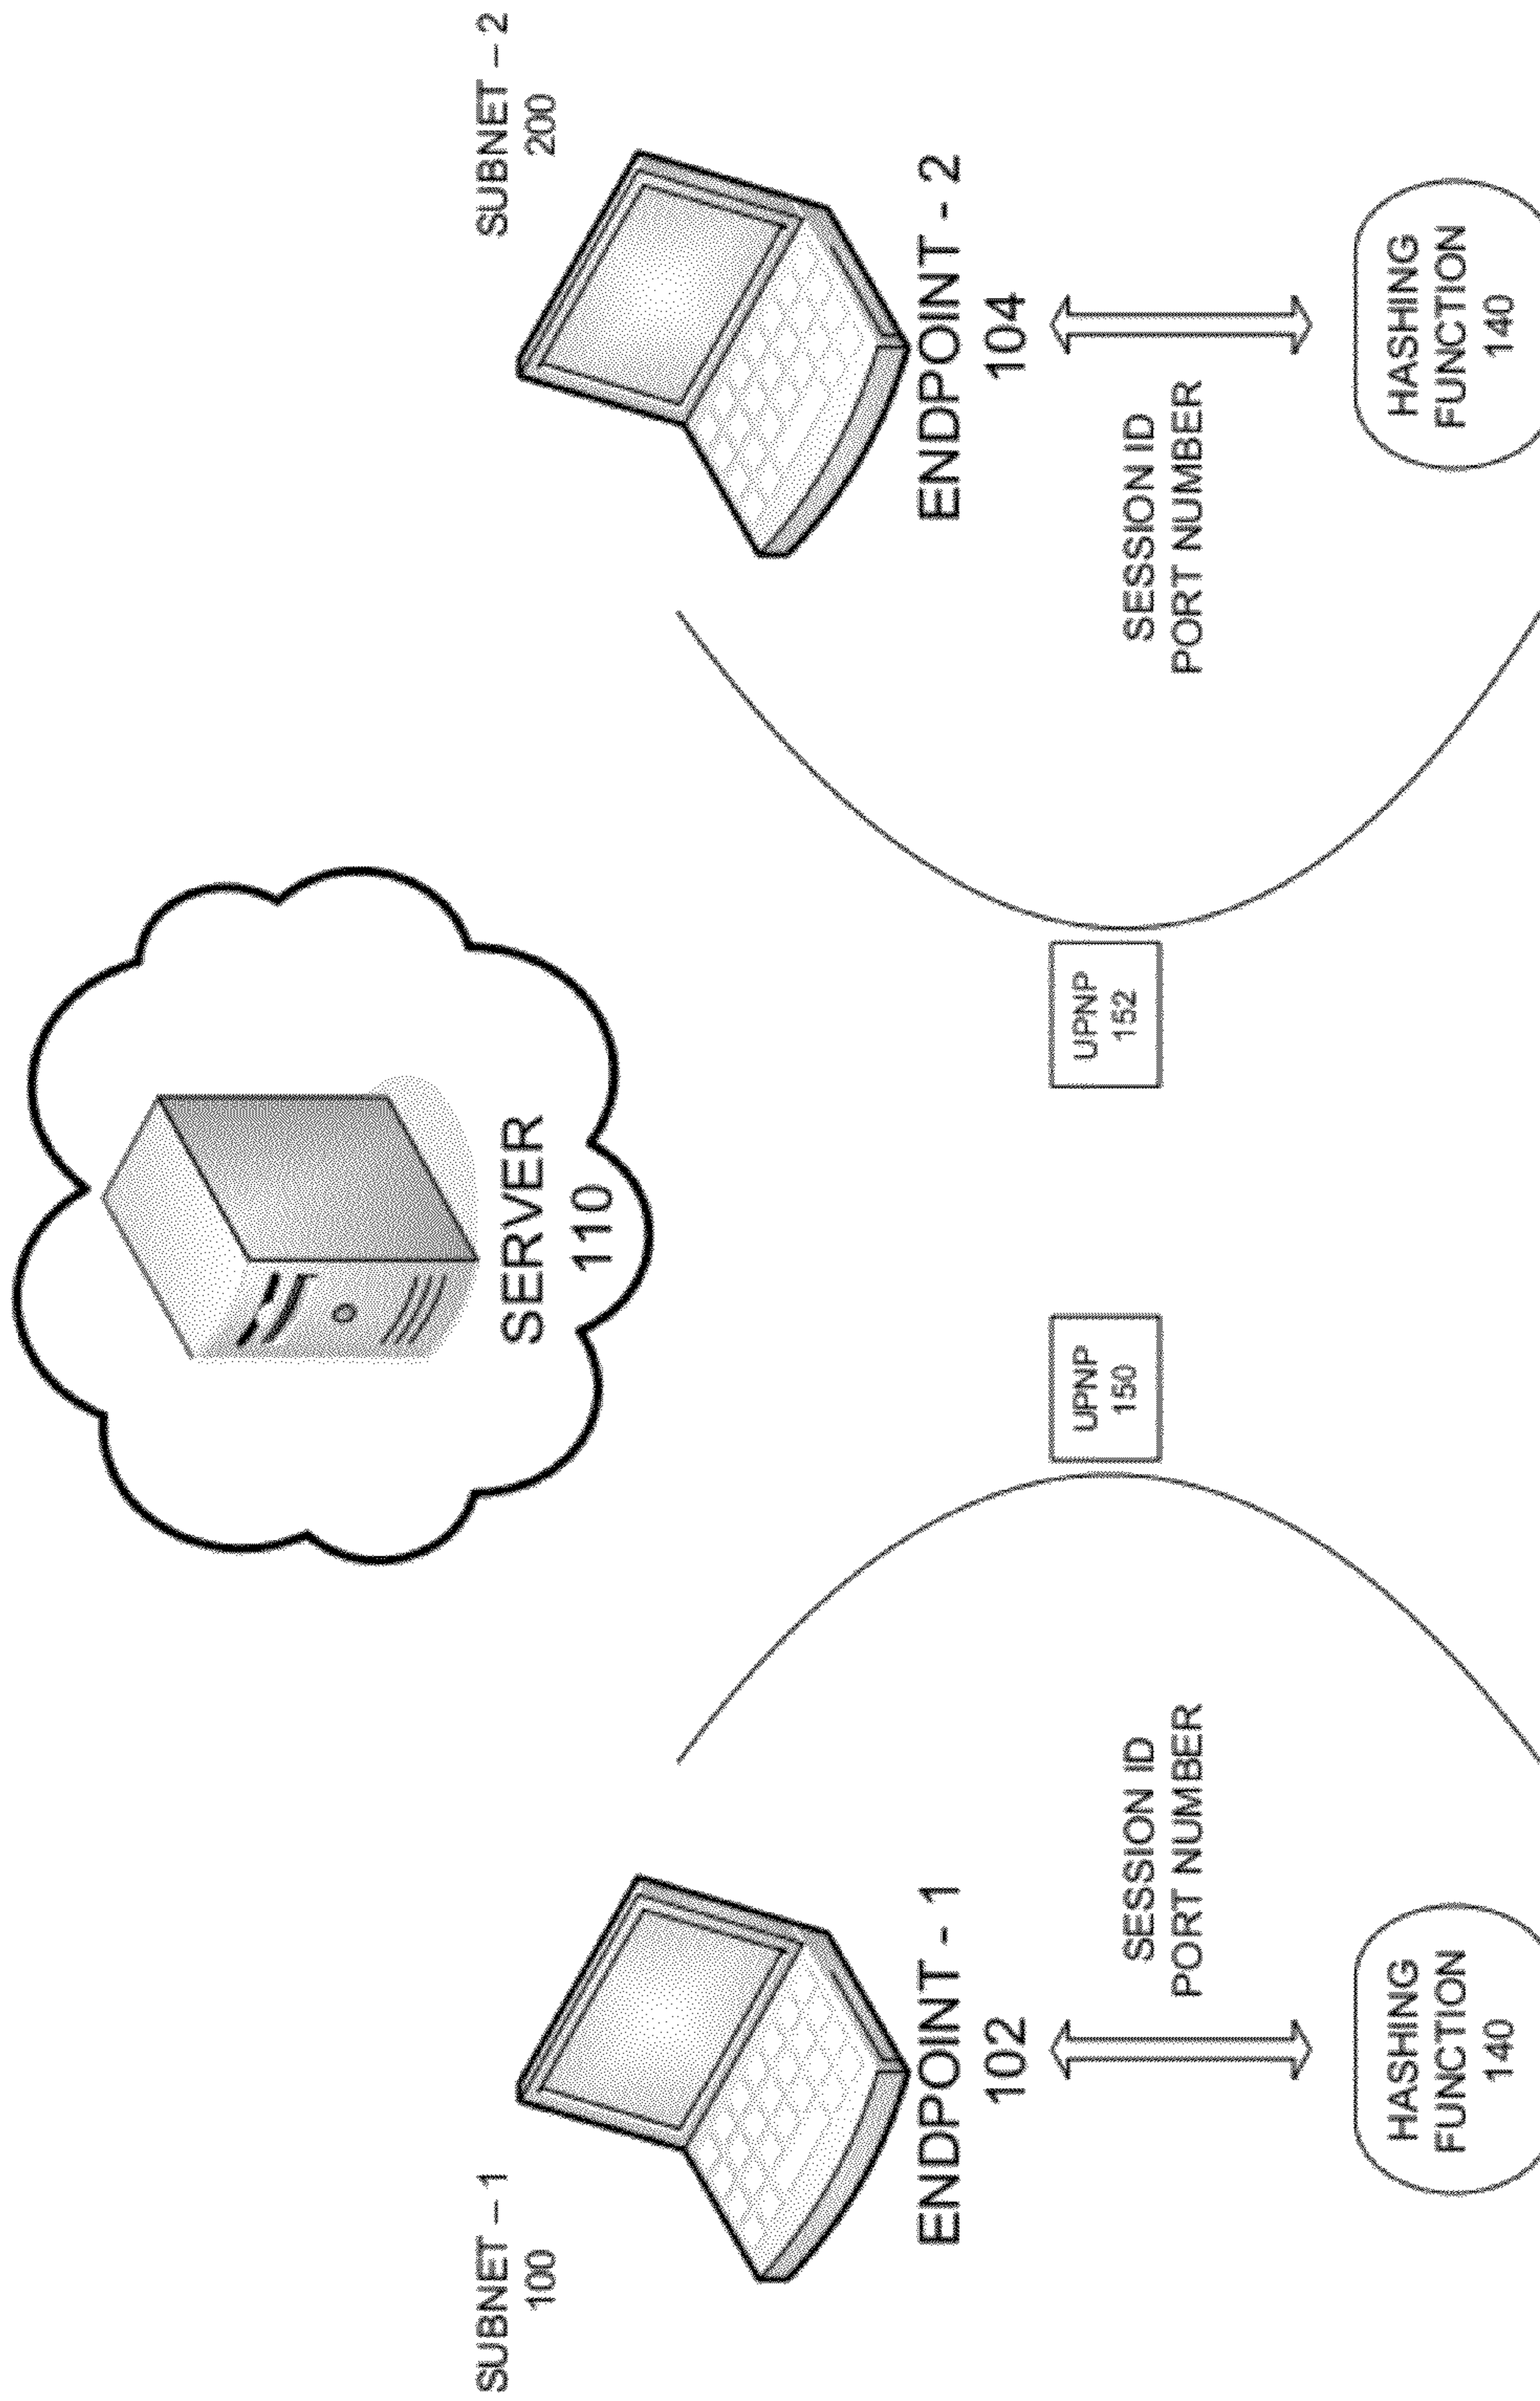 SERVER
110
SUBNET – 1
100
SUBNET – 2
200
ENDPOINT - 1
102
ENDPOINT - 2
104
UPNP
150
UPNP
152
SESSION ID
PORT NUMBER
SESSION ID
PORT NUMBER
HASHING
FUNCTION
140
HASHING
FUNCTION
140